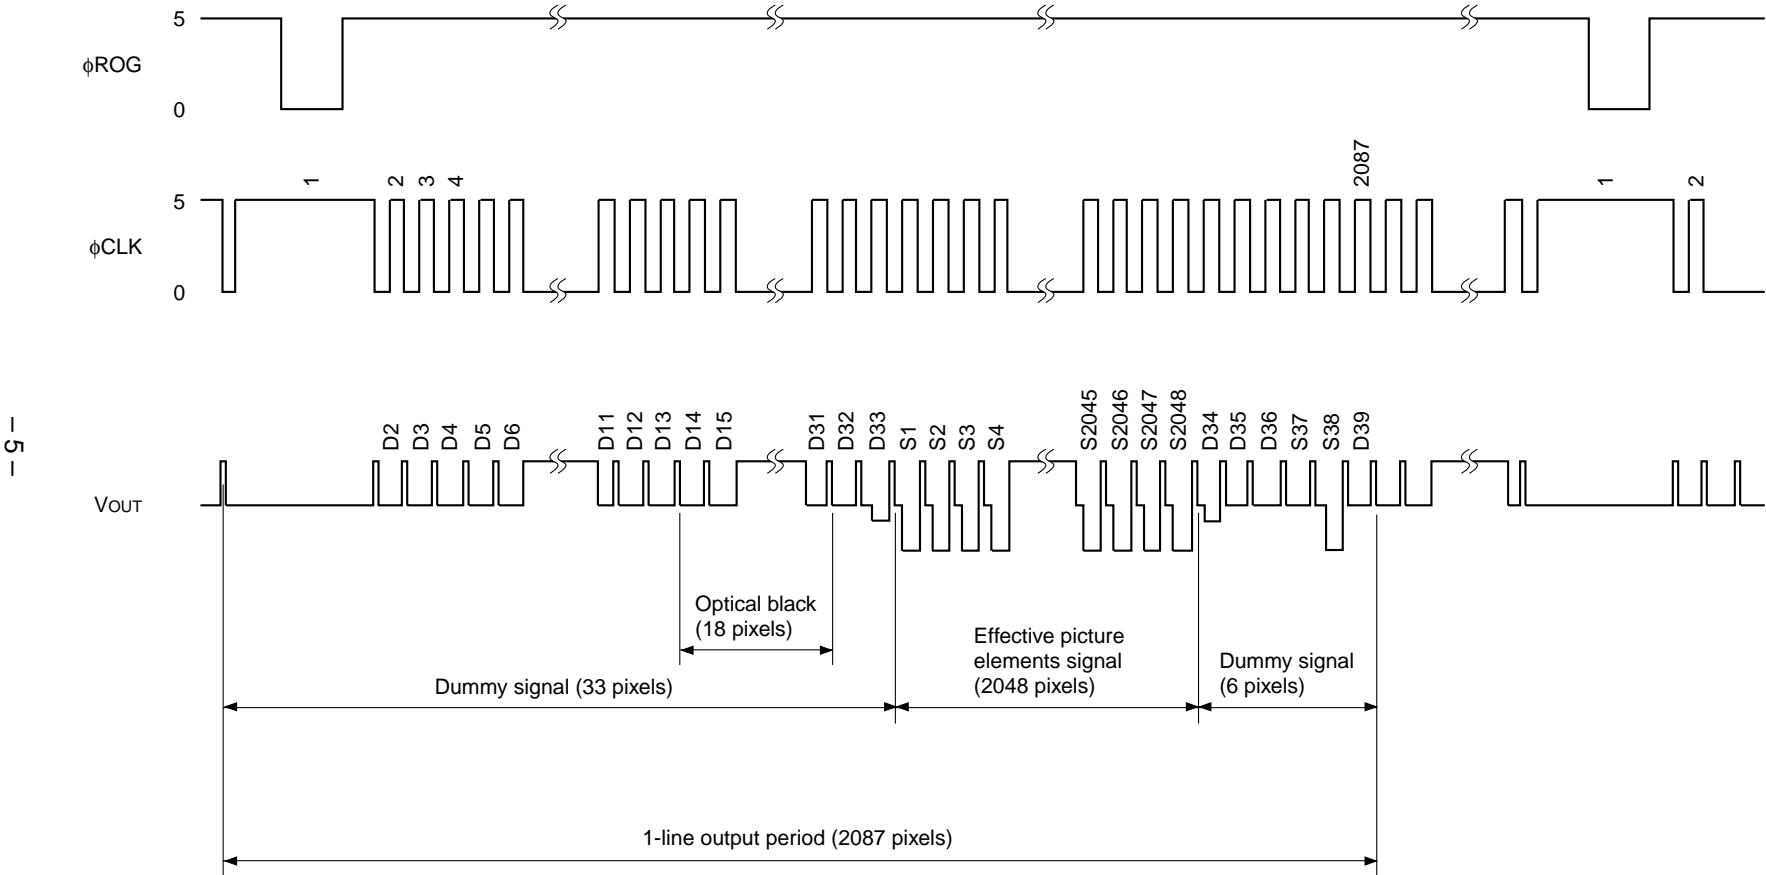 5
φROG
0
1
2
3
4
2087
1
2
5
φCLK
0
D2
D3
D4
D5
D6
D11
D12
D13
D14
D15
D31
D32
D33
S1
S2
S3
S4
S2045
S2046
S2047
S2048
D34
D35
D36
S37
S38
D39
VOUT
Optical black
(18 pixels)
Effective picture
elements signal
(2048 pixels)
Dummy signal
(6 pixels)
Dummy signal (33 pixels)
1-line output period (2087 pixels)
– 5 –